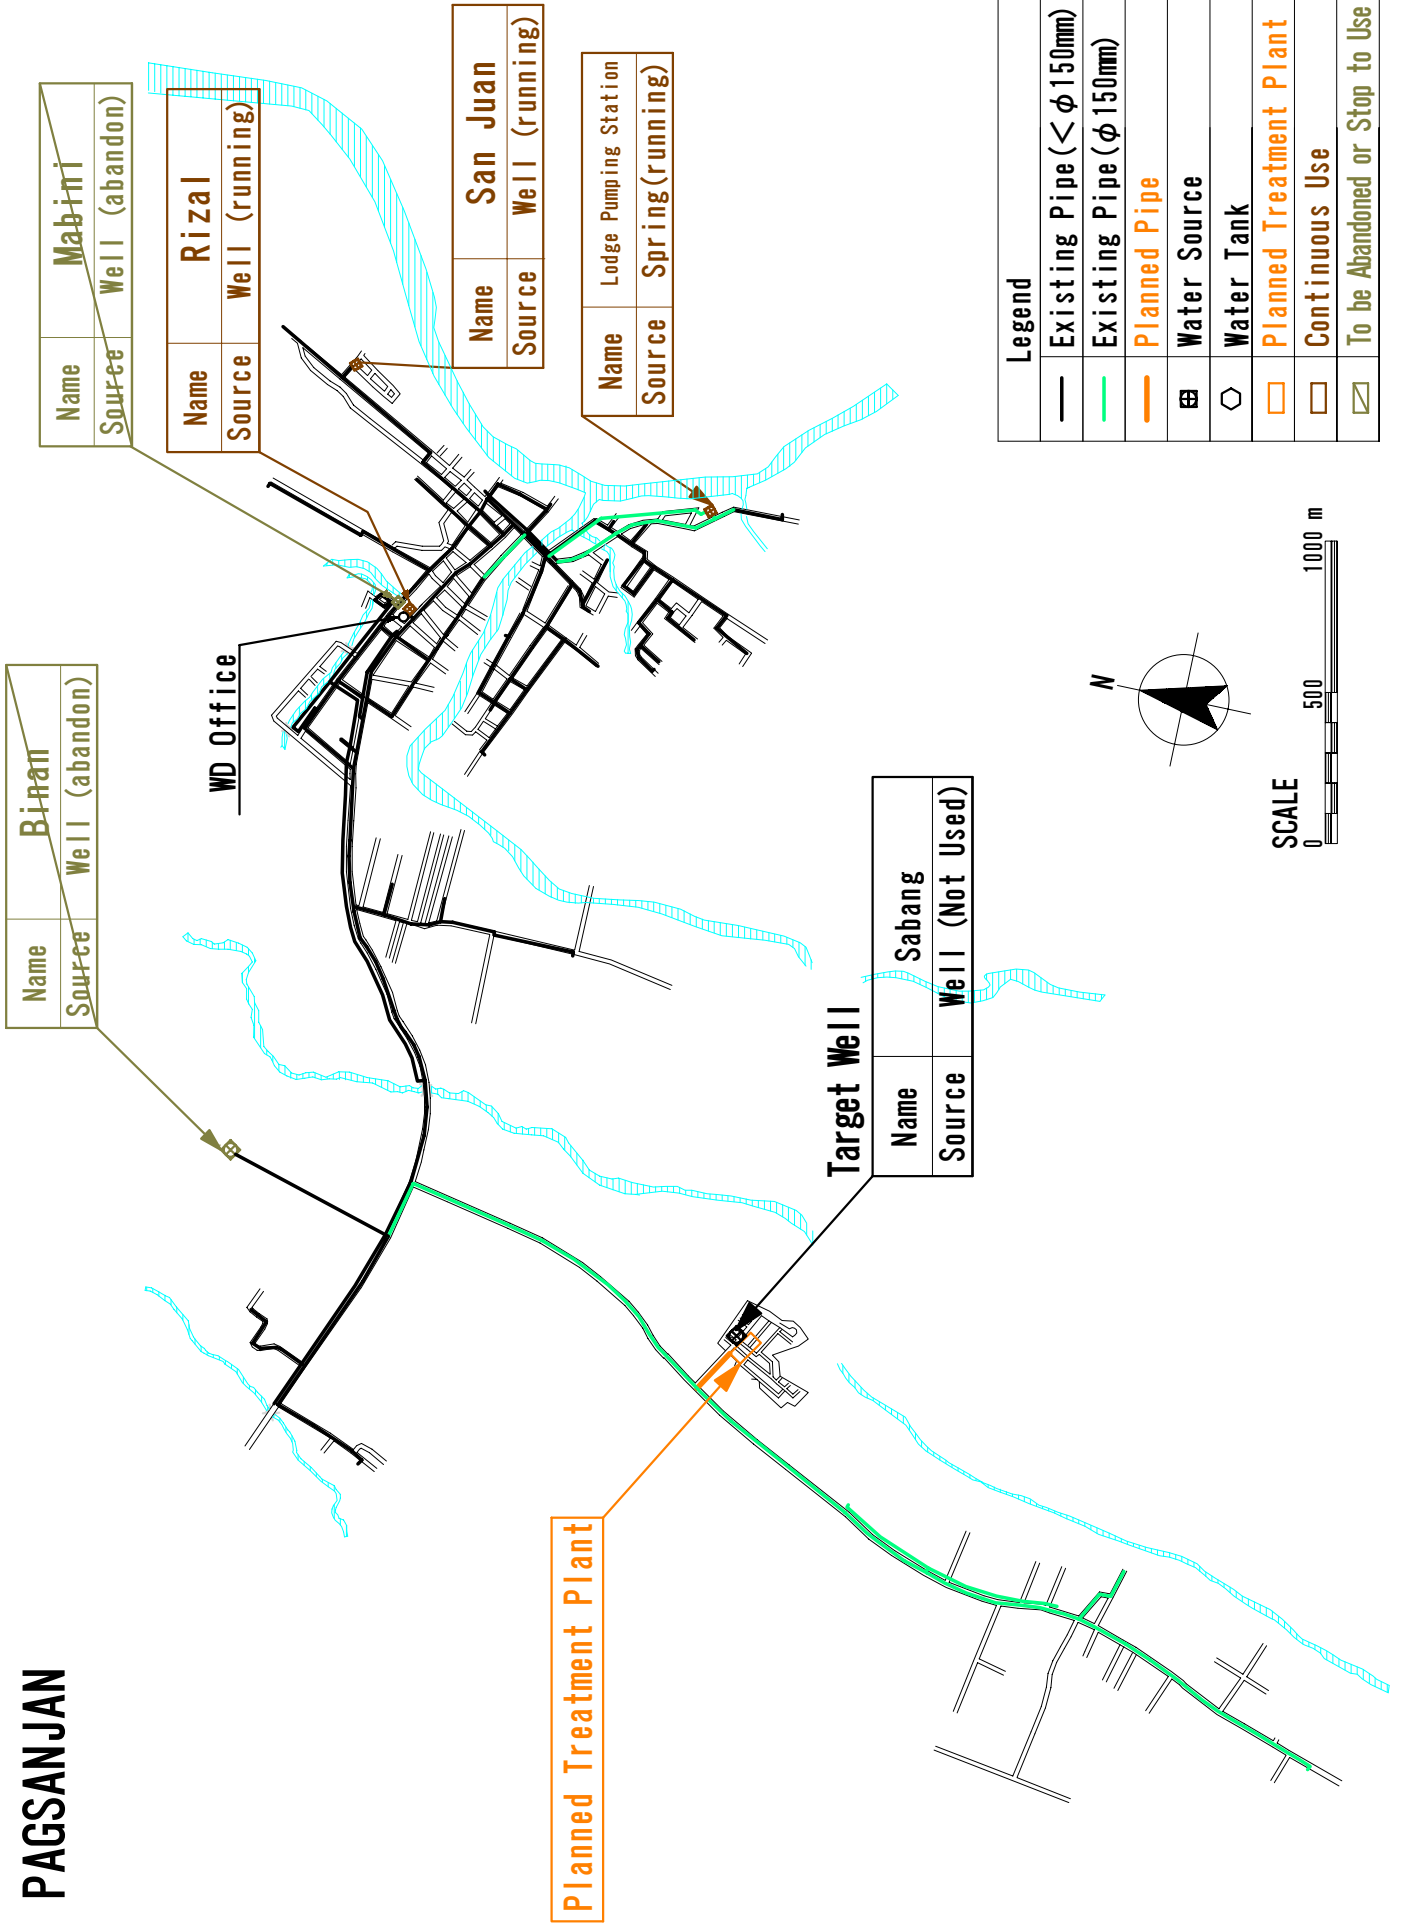 PAGSANJAN
Name Binan
Source Well (abandon)
Name Mabini
Source Well (abandon)
Name Rizal
Source Well (running)
Name San Juan
Source Well (running)
Name Lodge Pumping Station
Source Spring(running)
WD Office
Target Well
Name Sabang
Source Well (Not Used)
Planned Treatment Plant
N
SCALE
0 500 1000 m
Legend
Existing Pipe(<φ150mm)
Existing Pipe(φ150mm)
Planned Pipe
Water Source
Water Tank
Planned Treatment Plant
Continuous Use
To be Abandoned or Stop to Use